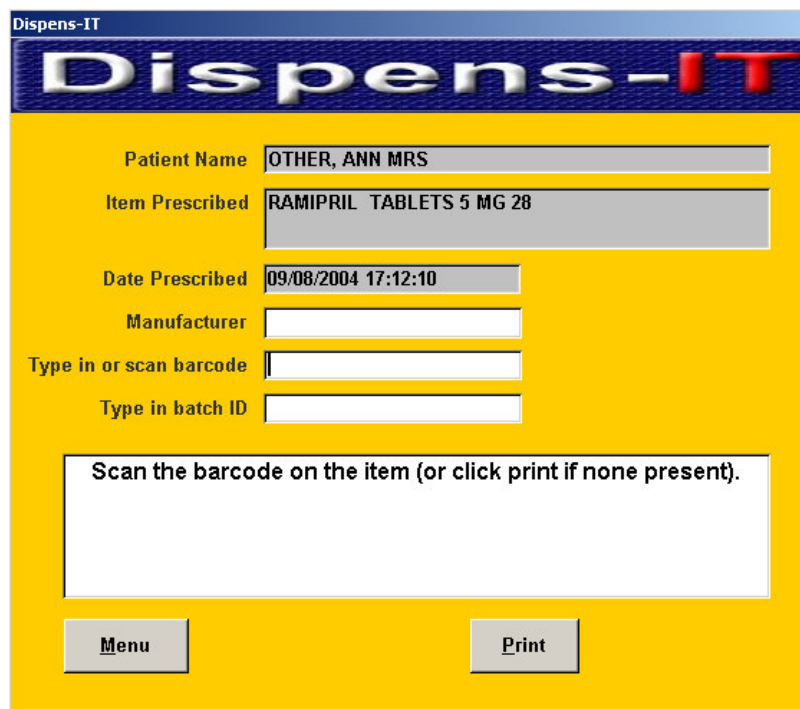 Dispens-IT
Dispens-IT
Patient Name OTHER, ANN MRS
Item Prescribed RAMIPRIL  TABLETS 5 MG 28
Date Prescribed 09/08/2004 17:12:10
Manufacturer
Type in or scan barcode
Type in batch ID
Scan the barcode on the item (or click print if none present).
Menu Print